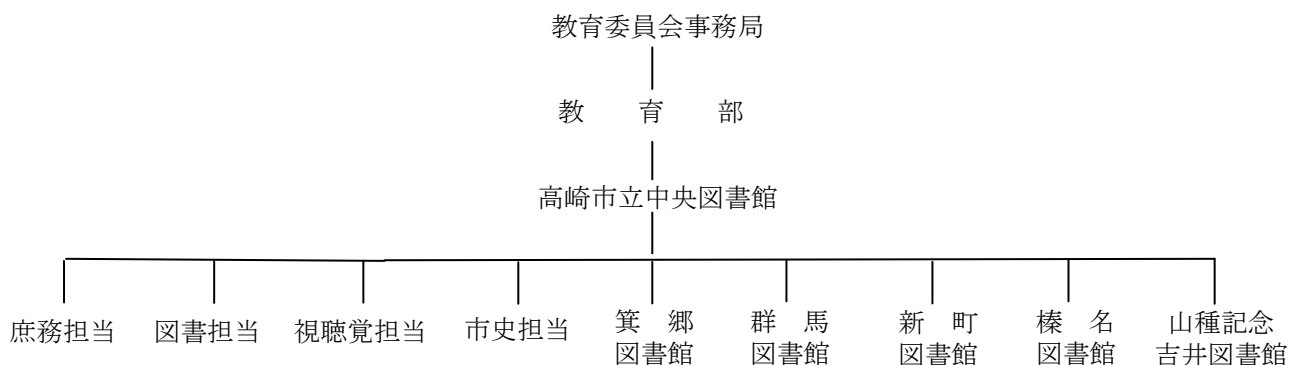 教育委員会事務局
教　育　部
高崎市立中央図書館
庶務担当
図書担当
視聴覚担当
市史担当
箕　郷
図書館
群　馬
図書館
新　町
図書館
榛　名
図書館
山種記念
吉井図書館